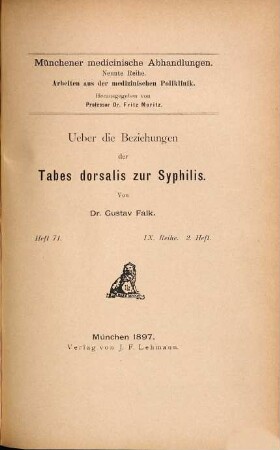 Münchener medicinische Abhandlungen.
Neunte Reihe.
Arbeiten aus der medizinischen Poliklinik.
Herausgegeben von
Professor Dr. Fritz Moritz.
Ueber die Beziehungen
der
Tabes dorsalis zur Syphilis.
Von
Dr. Gustav Falk.
Heft 71. IX. Reihe. 2. Heft.
München 1897.
Verlag von J. F. Lehmann.